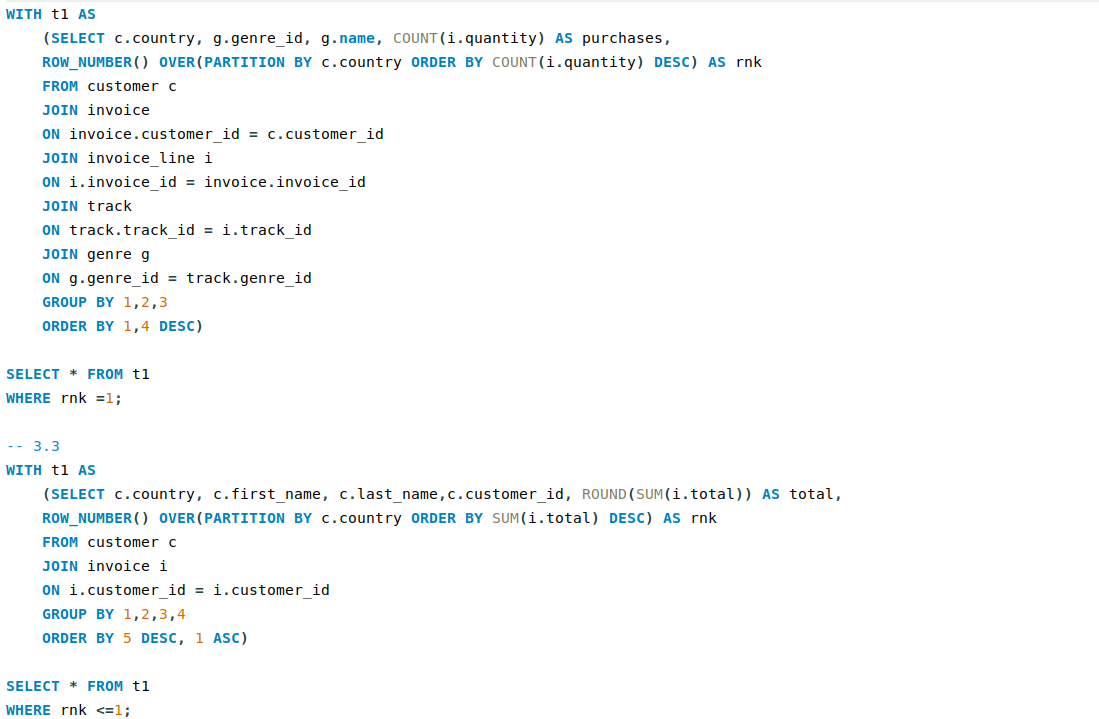 WITH t1 AS
(SELECT c.country, g.genre_id, g.name, COUNT(i.quantity) AS purchases,
ROW_NUMBER() OVER(PARTITION BY c.country ORDER BY COUNT(i.quantity) DESC) AS rnk
FROM customer c
JOIN invoice
ON invoice.customer_id = c.customer_id
JOIN invoice_line i
ON i.invoice_id = invoice.invoice_id
JOIN track
ON track.track_id = i.track_id
JOIN genre g
ON g.genre_id = track.genre_id
GROUP BY 1,2,3
ORDER BY 1,4 DESC)
SELECT * FROM t1
WHERE rnk =1;
-- 3.3
WITH t1 AS
(SELECT c.country, c.first_name, c.last_name,c.customer_id, ROUND(SUM(i.total)) AS total,
ROW_NUMBER() OVER(PARTITION BY c.country ORDER BY SUM(i.total) DESC) AS rnk
FROM customer c
JOIN invoice i
ON i.customer_id = i.customer_id
GROUP BY 1,2,3,4
ORDER BY 5 DESC, 1 ASC)
SELECT * FROM t1
WHERE rnk <=1;